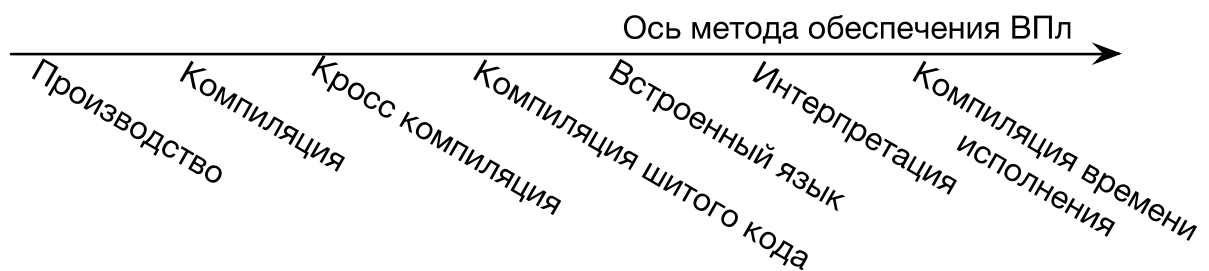 Ось метода обеспечения ВПл
Производство
Компиляция
Кросс компиляция
Компиляция шитого кода
Встроенный язык
Интерпретация
Компиляция времени
исполнения